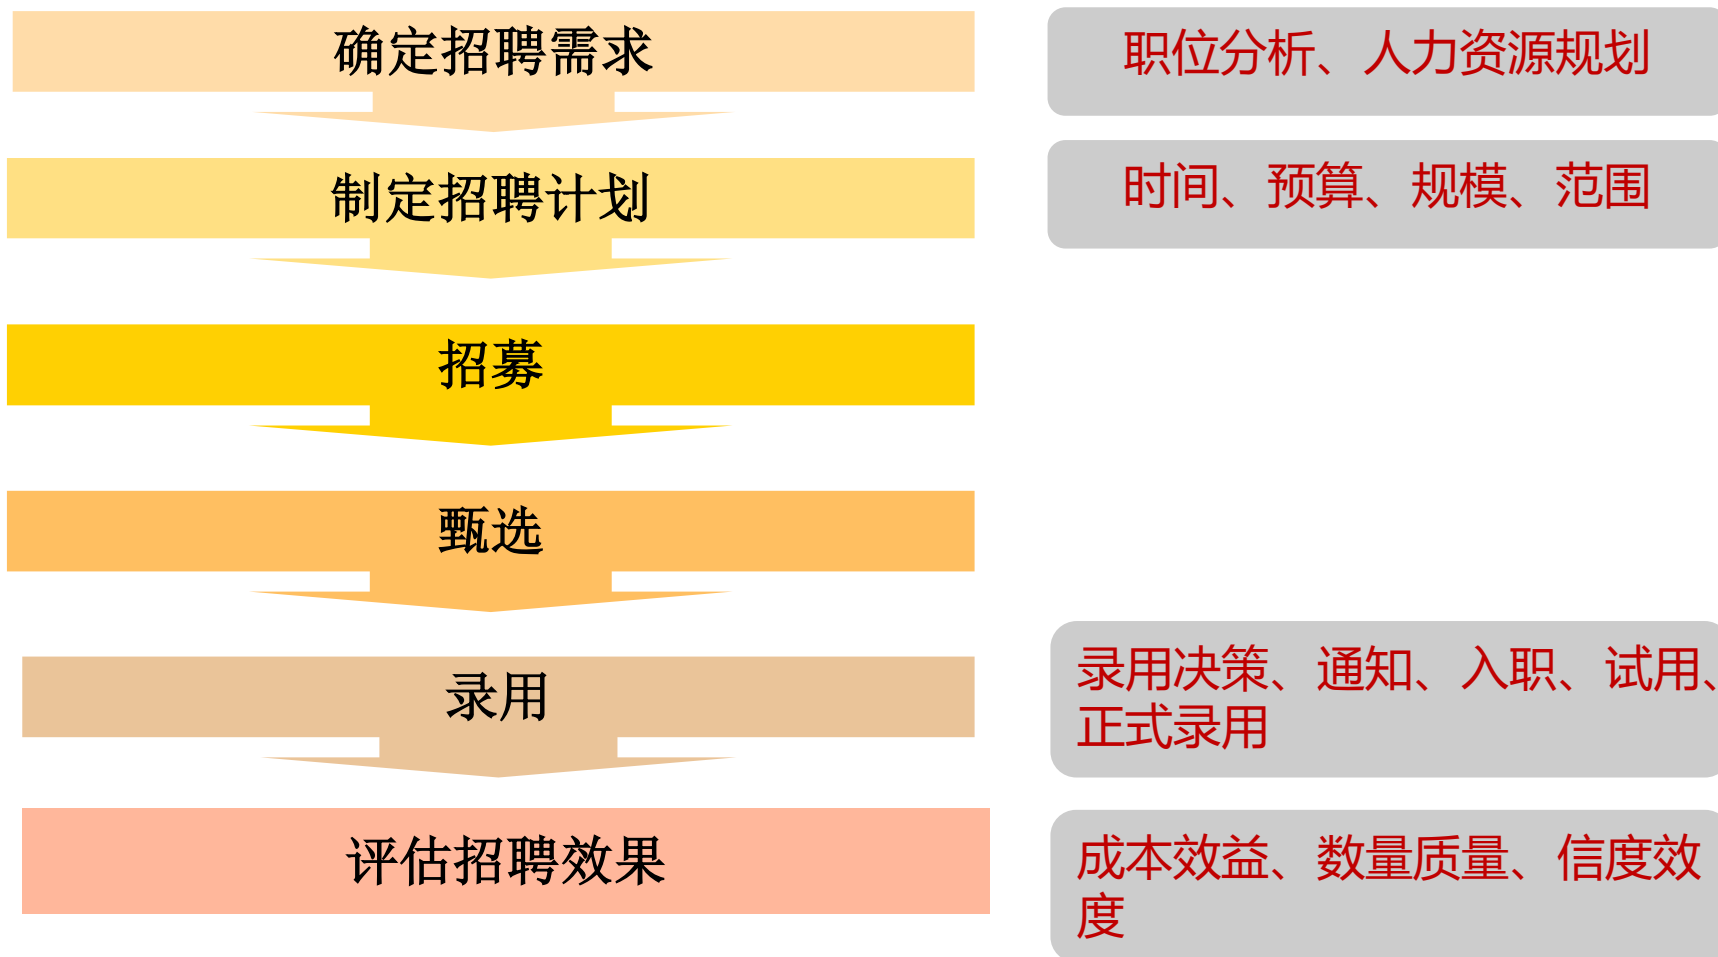 确定招聘需求
职位分析、人力资源规划
制定招聘计划
时间、预算、规模、范围
招募
甄选
录用
录用决策、通知、入职、试用、
正式录用
评估招聘效果
成本效益、数量质量、信度效
度